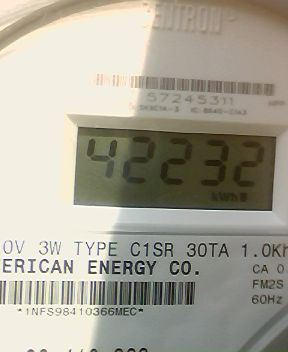 CENTRON®
57245311
42232
kWh
0V 3W TYPE C1SR 30TA 1.0Kh
ERICAN ENERGY CO.
CA 0.
FM2S
60Hz
*1NFS98410366MEC*